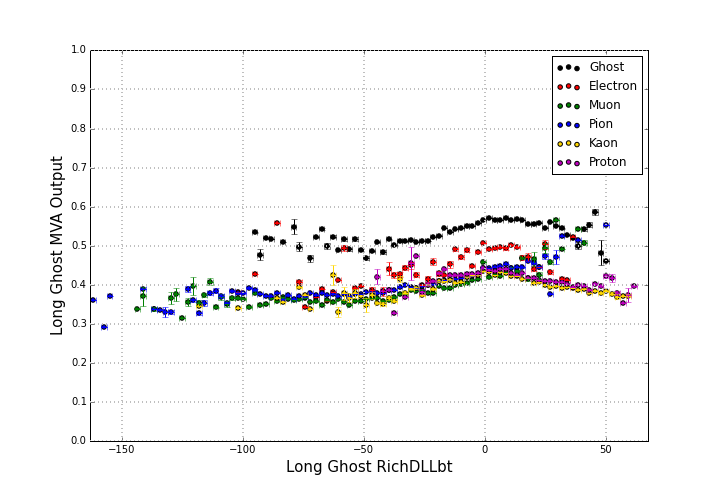 1.0
0.9
0.8
0.7
0.6
0.5
0.4
0.3
0.2
0.1
0.0
Long Ghost MVA Output
Ghost
Electron
Muon
Pion
Kaon
Proton
−150 −100 −50 0 50
Long Ghost RichDLLbt